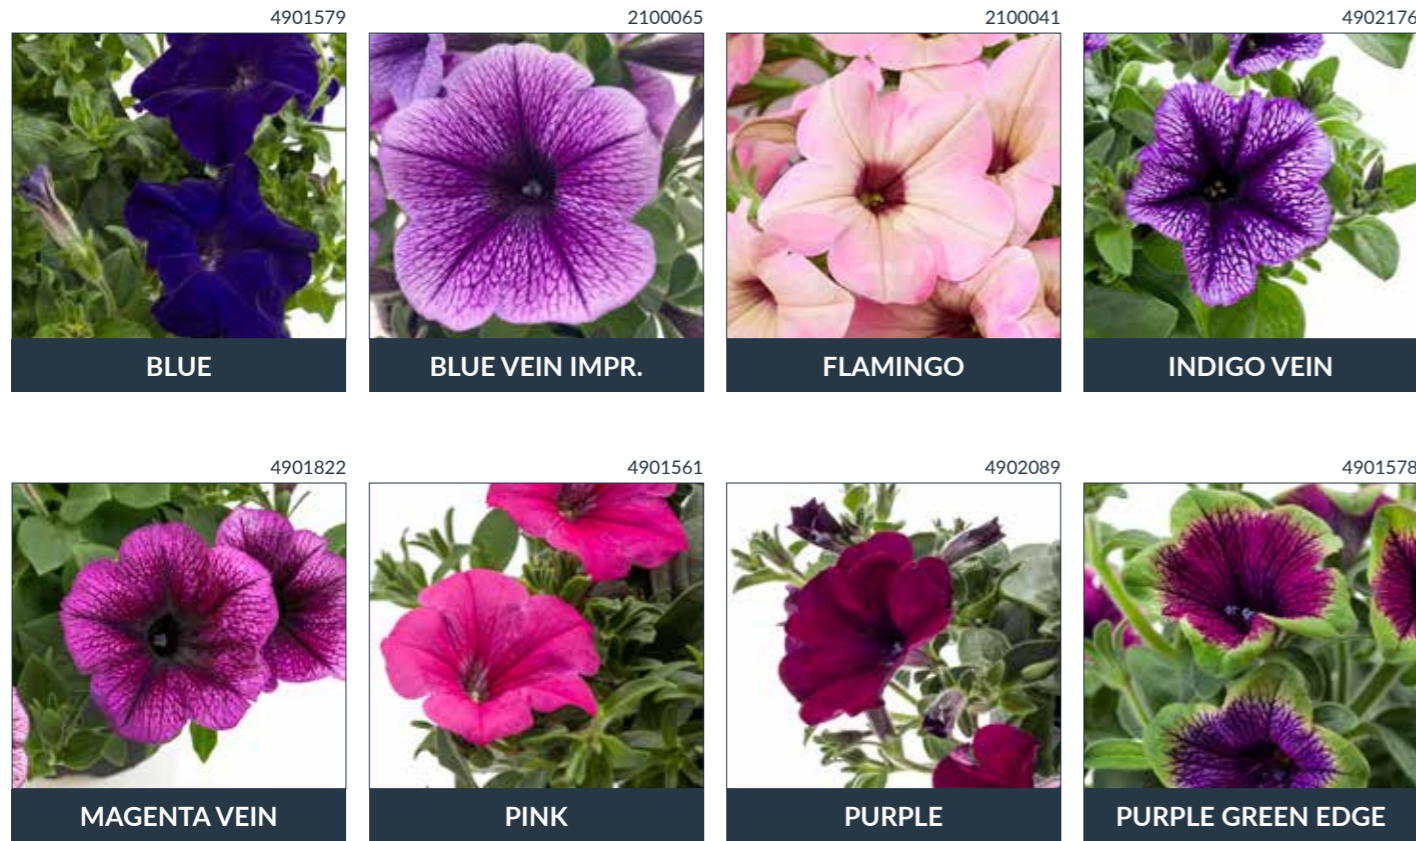 4901579
2100065
2100041
4902176
BLUE
BLUE VEIN IMPR.
FLAMINGO
INDIGO VEIN
4901822
4901561
4902089
4901578
MAGENTA VEIN
PINK
PURPLE
PURPLE GREEN EDGE